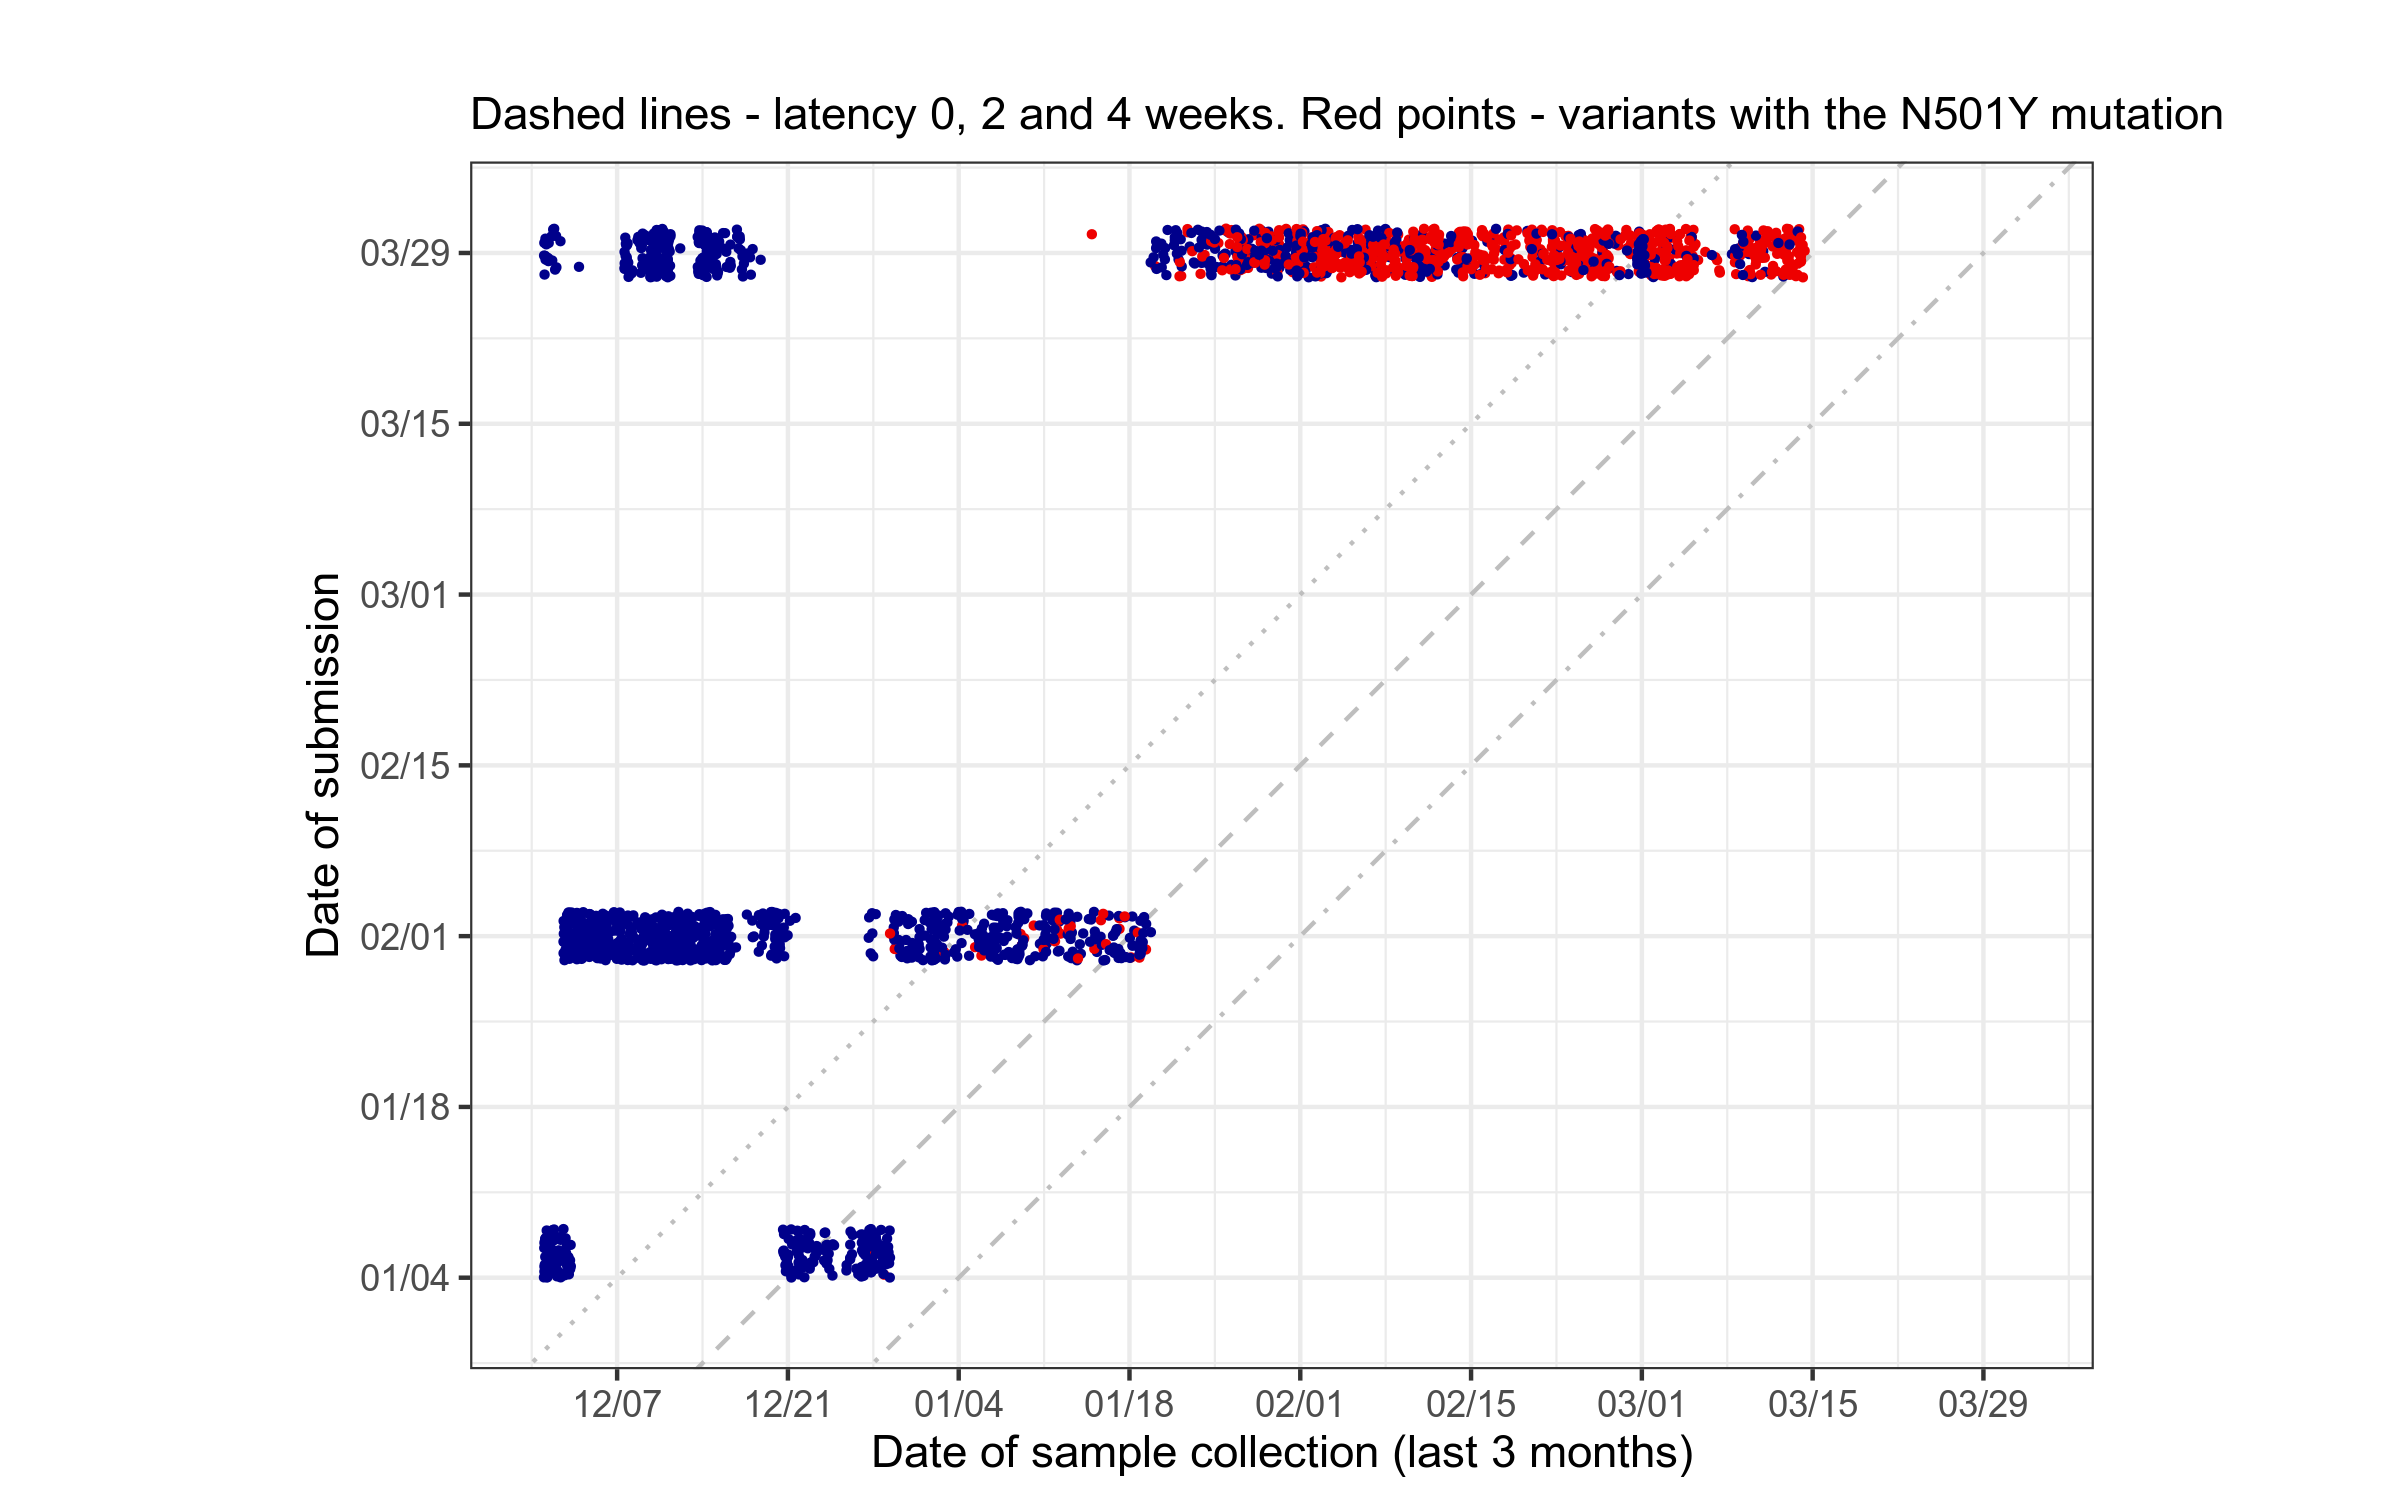 Dashed lines - latency 0, 2 and 4 weeks. Red points - variants with the N501Y mutation
Date of submission
03/29
03/15
03/01
02/15
02/01
01/18
01/04
12/07 12/21 01/04 01/18 02/01 02/15 03/01 03/15 03/29
Date of sample collection (last 3 months)